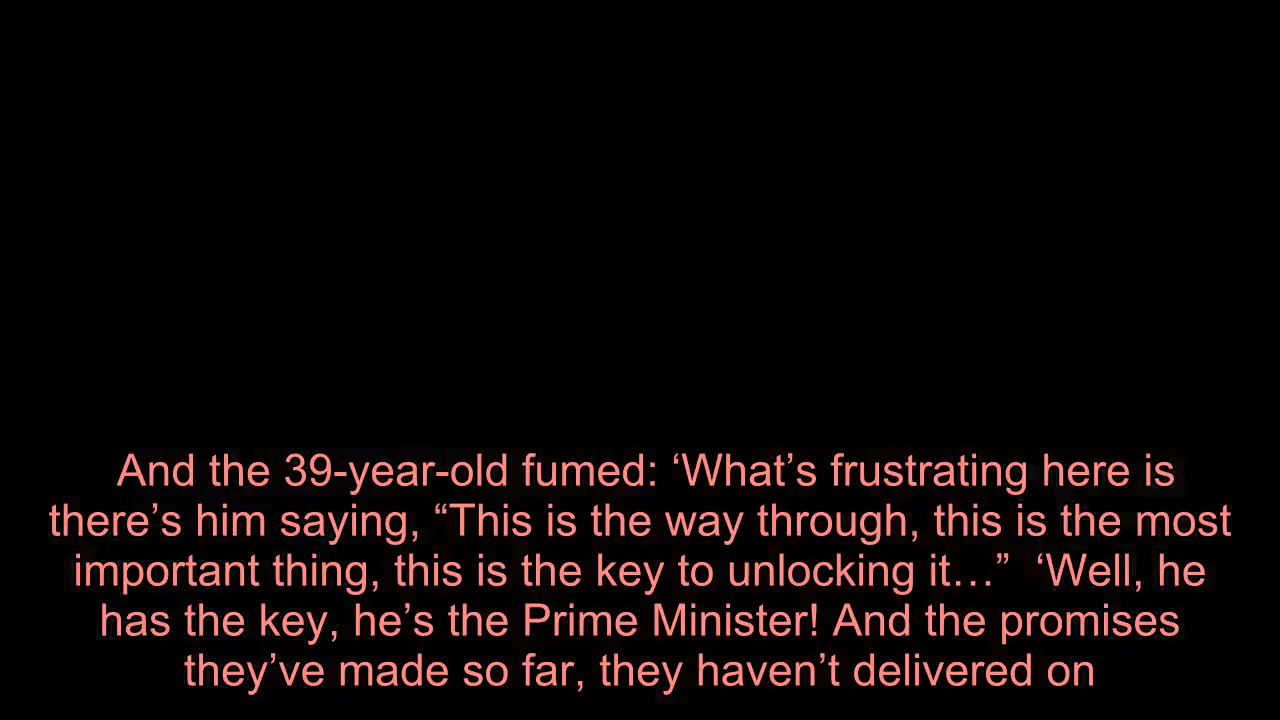 And the 39-year-old fumed: ‘What’s frustrating here is
there’s him saying, “This is the way through, this is the most
important thing, this is the key to unlocking it…”  ‘Well, he
has the key, he’s the Prime Minister! And the promises
they’ve made so far, they haven’t delivered on